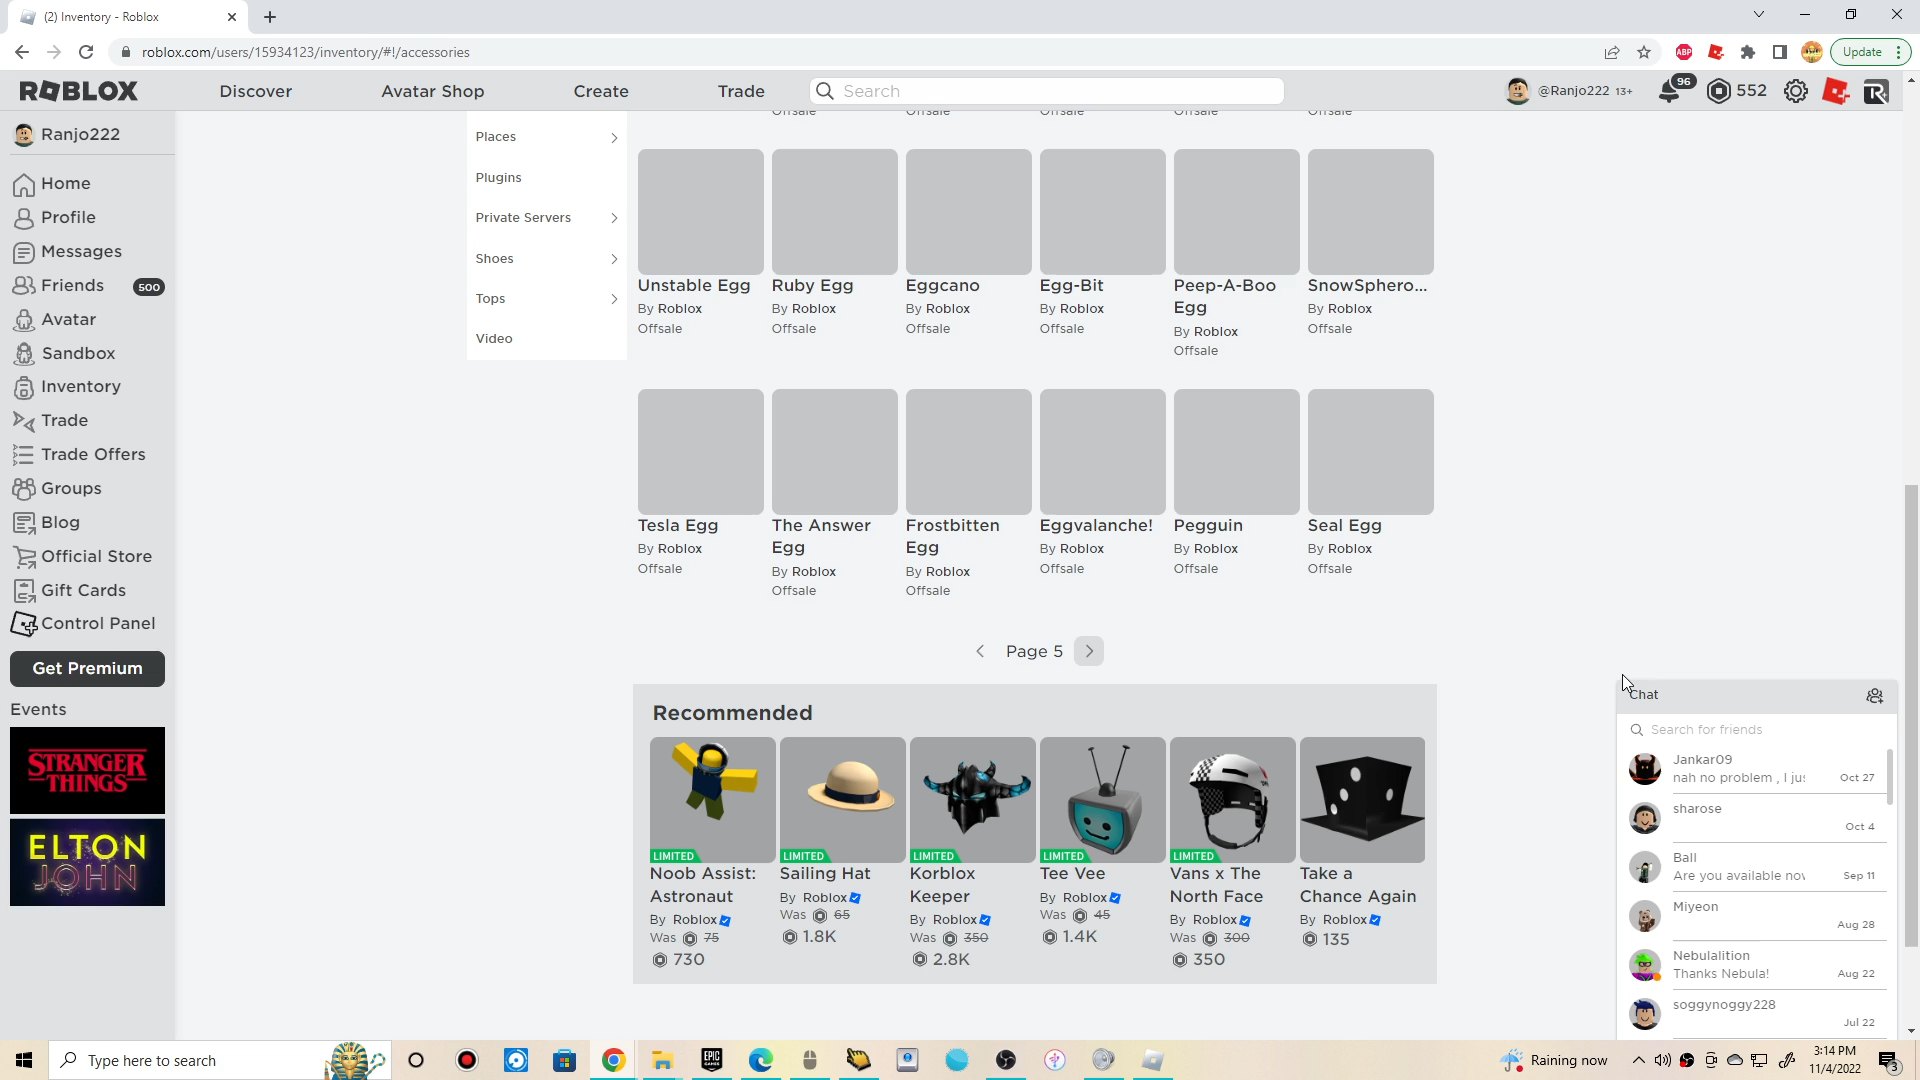 (2) Inventory - Roblox
roblox.com/users/15934123/inventory/#!/accessories
ABP
Update
ROBLOX
Discover
Avatar Shop
Create
Trade
Search
@Ranjo222 13+
96
552
Ranjo222
Home
Profile
Messages
Friends 500
Avatar
Sandbox
Inventory
Trade
Trade Offers
Groups
Blog
Official Store
Gift Cards
Control Panel
Get Premium
Events
STRANGER
THINGS
ELTON
JOHN
Places
Plugins
Private Servers
Shoes
Tops
Video
Offsale Offsale Offsale Offsale Offsale Offsale
Unstable Egg
By Roblox
Offsale
Ruby Egg
By Roblox
Offsale
Eggcano
By Roblox
Offsale
Egg-Bit
By Roblox
Offsale
Peep-A-Boo
Egg
By Roblox
Offsale
SnowSphero...
By Roblox
Offsale
Tesla Egg
By Roblox
Offsale
The Answer
Egg
By Roblox
Offsale
Frostbitten
Egg
By Roblox
Offsale
Eggvalanche!
By Roblox
Offsale
Pegguin
By Roblox
Offsale
Seal Egg
By Roblox
Offsale
Page 5
Recommended
LIMITED
Noob Assist:
Astronaut
By Roblox
Was 75
730
LIMITED
Sailing Hat
By Roblox
Was 65
1.8K
LIMITED
Korblox
Keeper
By Roblox
Was 350
2.8K
LIMITED
Tee Vee
By Roblox
Was 45
1.4K
LIMITED
Vans x The
North Face
By Roblox
Was 300
350
Take a
Chance Again
By Roblox
135
Chat
Search for friends
Jankar09
nah no problem , I jus Oct 27
sharose
Oct 4
Ball
Are you available nov Sep 11
Miyeon
Aug 28
Nebulalition
Thanks Nebula! Aug 22
soggynoggy228
Jul 22
Type here to search
EPIC
GAMES
Raining now
3:14 PM
11/4/2022
3